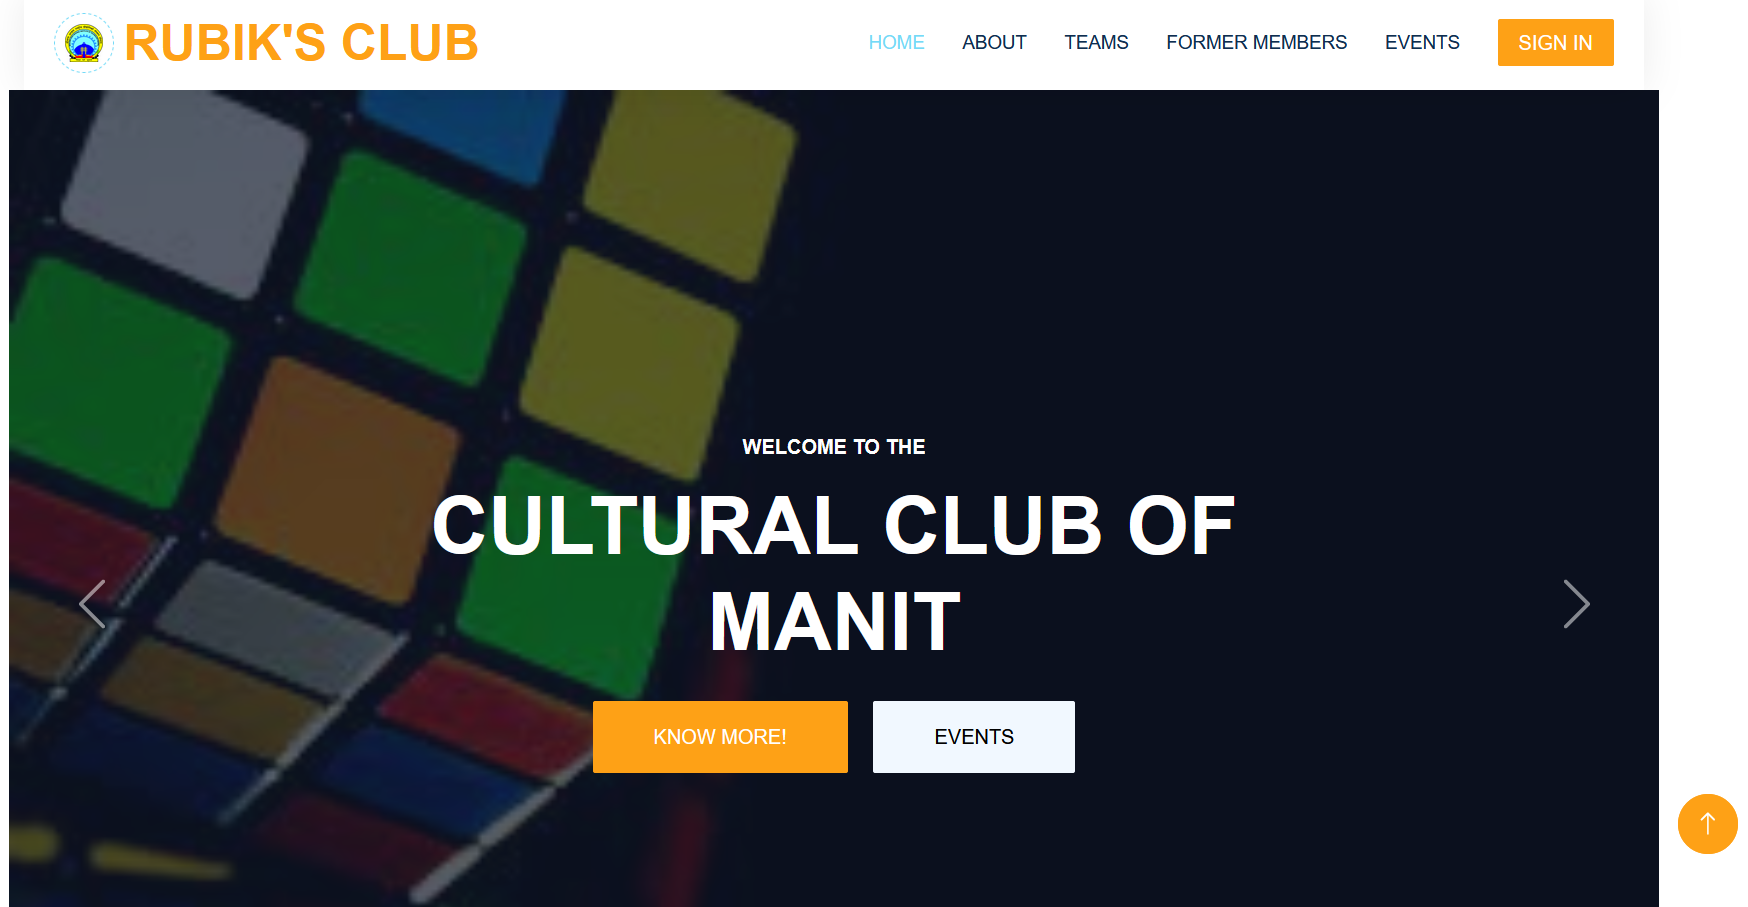 RUBIK'S CLUB
HOME ABOUT TEAMS FORMER MEMBERS EVENTS SIGN IN
WELCOME TO THE
CULTURAL CLUB OF
MANIT
KNOW MORE! EVENTS